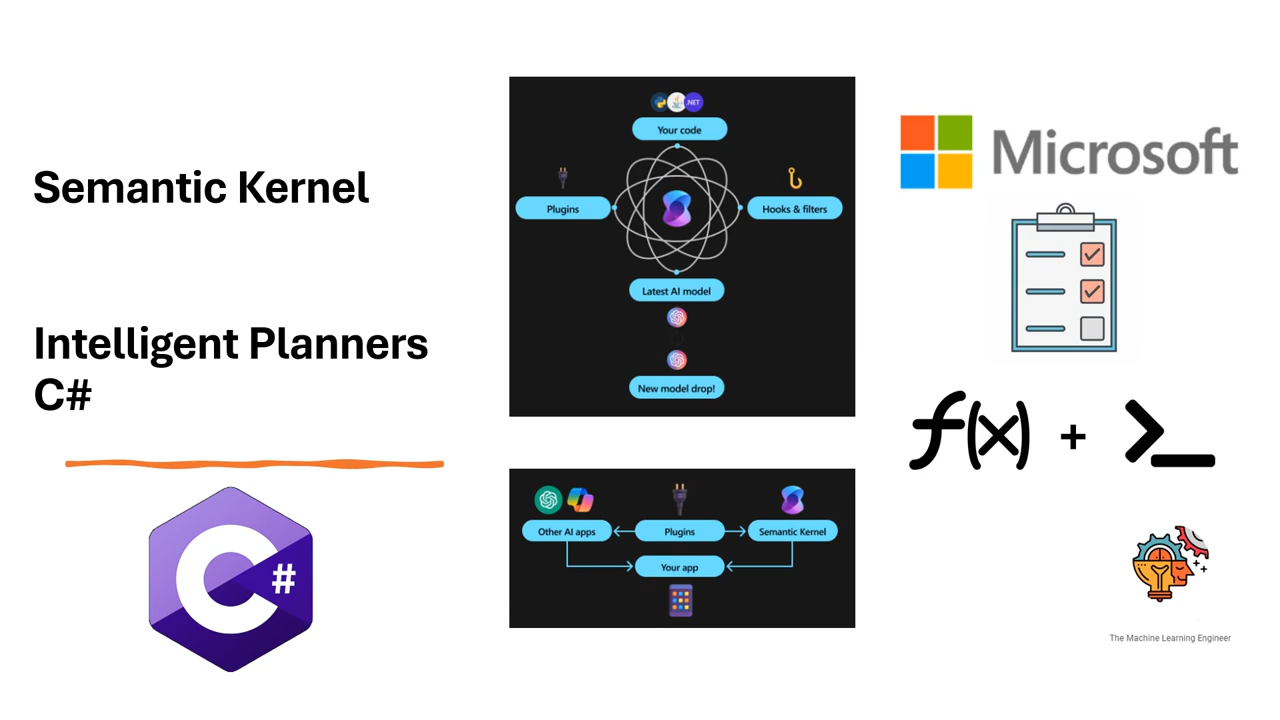 Semantic Kernel
Intelligent Planners
C#
C#
.NET
Your code
Plugins
Hooks & filters
Latest AI model
New model drop!
Other AI apps
Plugins
Semantic Kernel
Your app
Microsoft
f(x) + >_
The Machine Learning Engineer